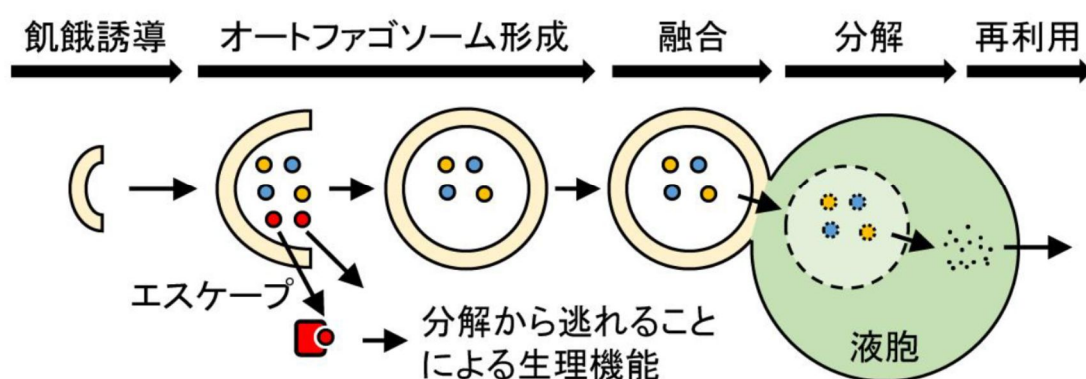 飢餓誘導
オートファゴソーム形成
融合
分解
再利用
エスケープ
分解から逃れること
による生理機能
液胞